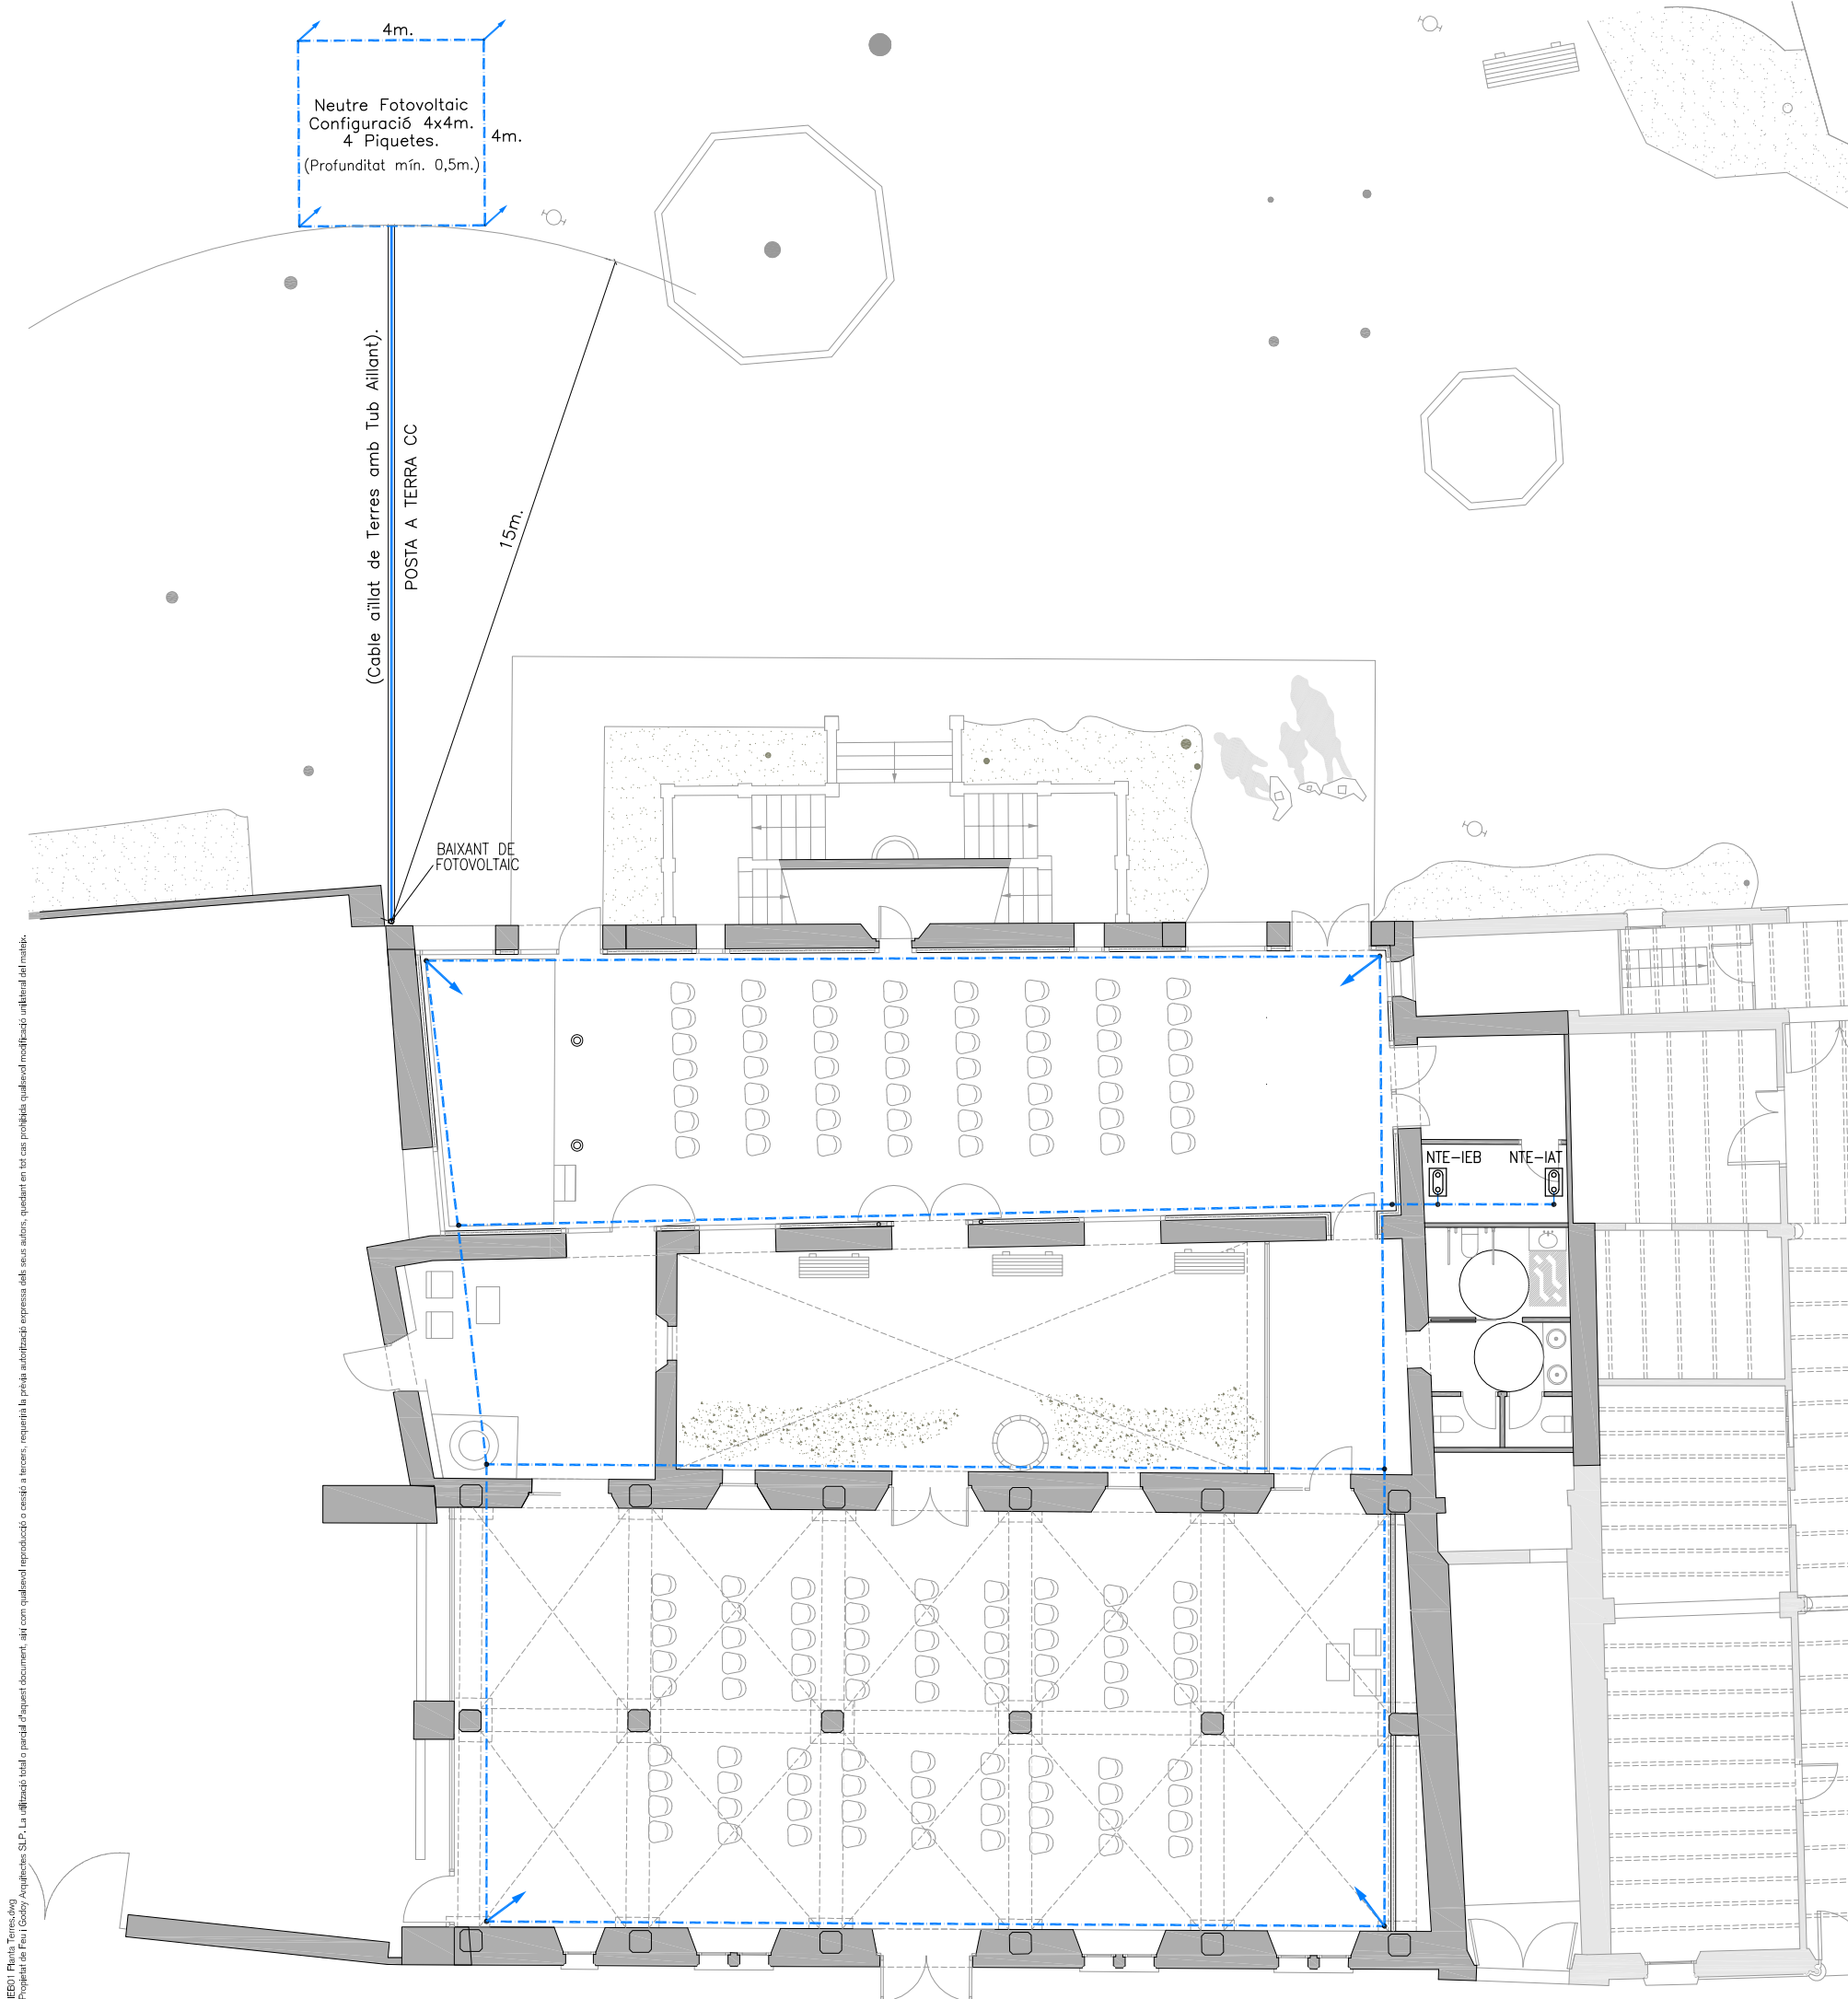 4m.
Neutre Fotovoltaic
Configuració 4x4m.
4 Piquetes.
(Profunditat mín. 0,5m.)
4m.
(Cable aïllat de Terres amb Tub Aillant).
POSTA A TERRA CC
15m.
BAIXANT DE
FOTOVOLTAIC
NTE-IEB
NTE-IAT
IEB01 Planta Terres.dwg
Propietat de Feu i Godoy Arquitectes SLP. La utilització total o parcial d'aquest document, així com qualsevol reproducció o cessió a tercers, requerirà la prèvia autorització expressa dels seus autors, quedant en tot cas prohibida qualsevol modificació unilateral del mateix.